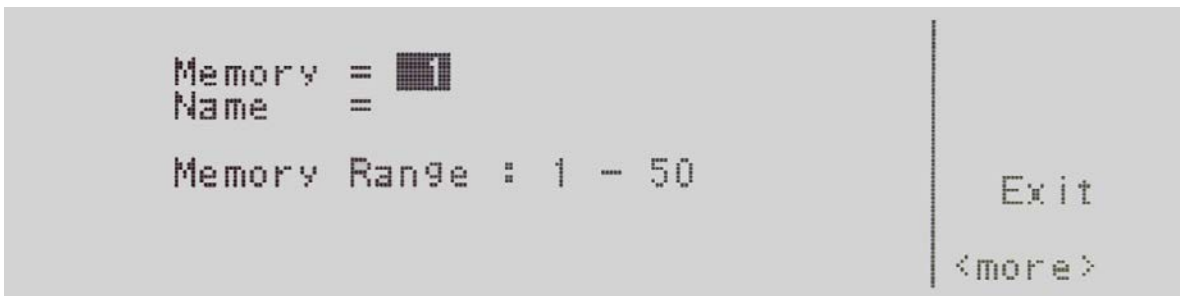 Memory = 1
Name =
Memory Range : 1 - 50
Exit
<more>